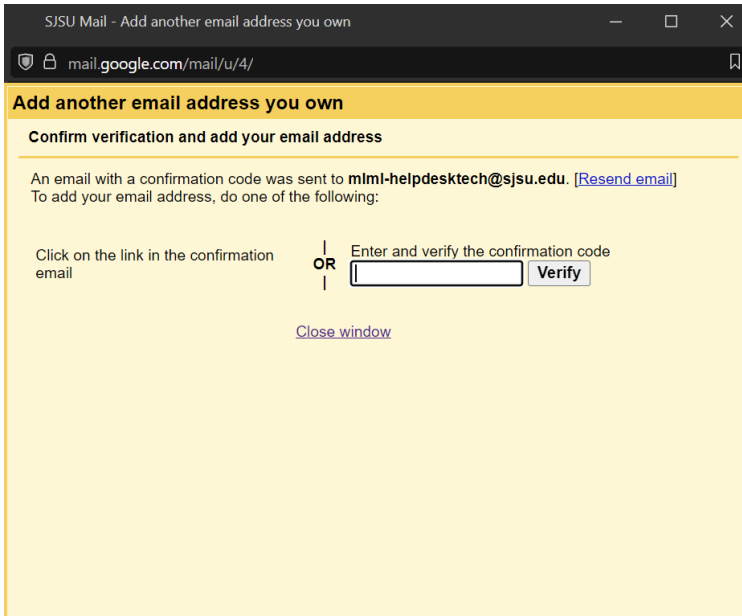 SJSU Mail - Add another email address you own
mail.google.com/mail/u/4/
Add another email address you own
Confirm verification and add your email address
An email with a confirmation code was sent to mlml-helpdesktech@sjsu.edu. [Resend email]
To add your email address, do one of the following:
Click on the link in the confirmation
email
OR
Enter and verify the confirmation code
Verify
Close window